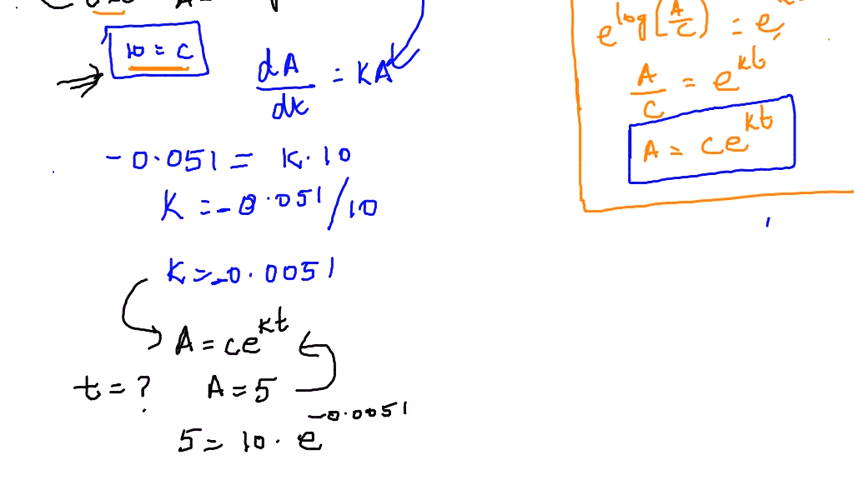 10 = C
dA/dt = KA
-0.051 = K·10
K = -0.051/10
K = -0.0051
A = ce^kt
t = ? A = 5
5 = 10·e^-0.0051
e^log(A/C) = e
A/C = e^kt
A = ce^kt